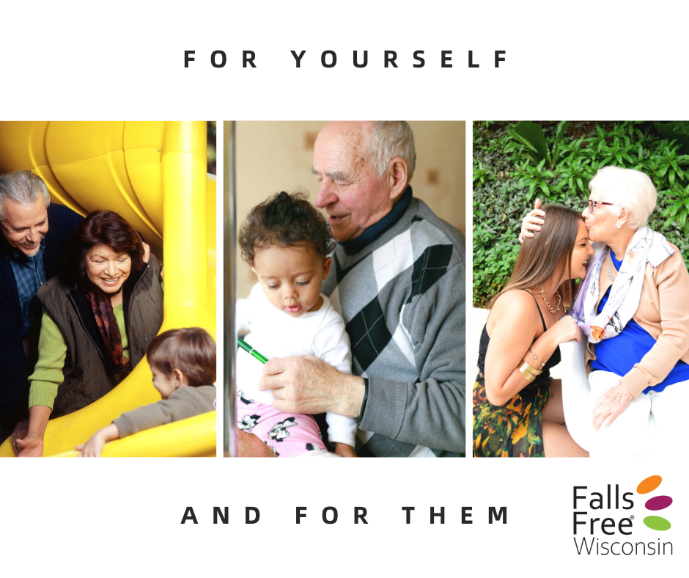 FOR YOURSELF
AND FOR THEM
Falls
Free®
Wisconsin